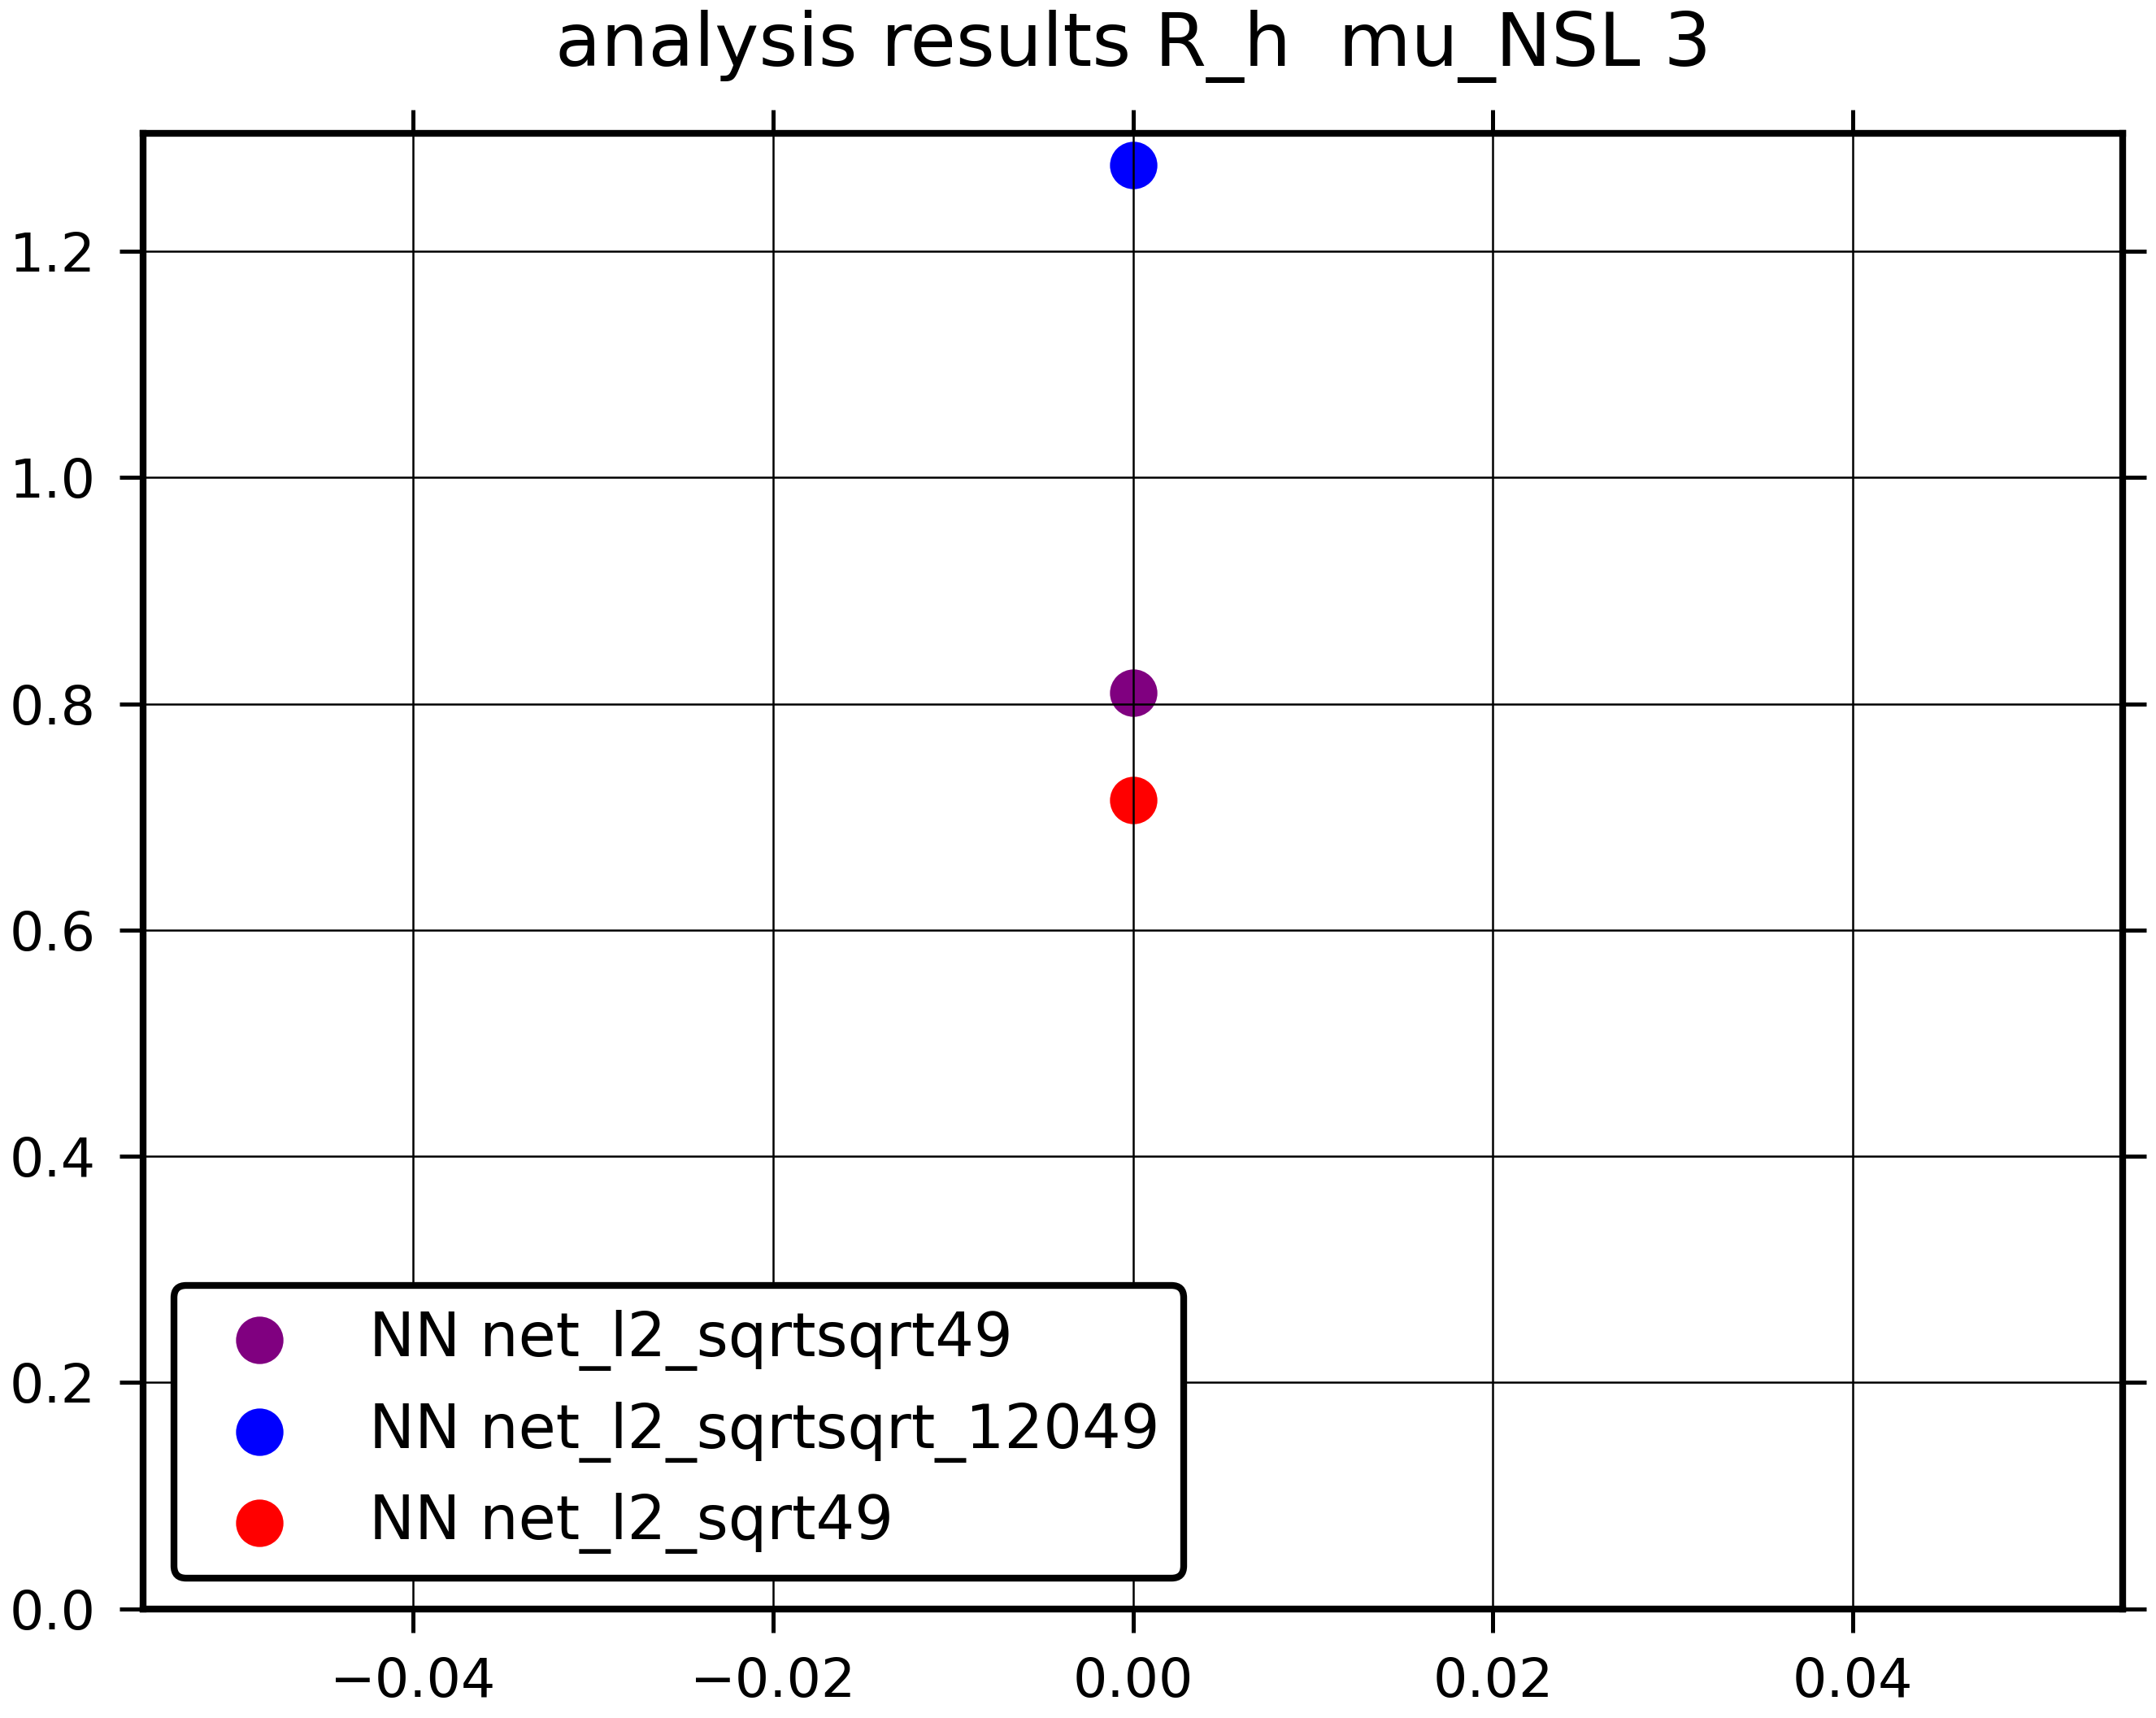 analysis results R_h  mu_NSL 3
1.2
1.0
0.8
0.6
0.4
0.2
0.0
NN net_l2_sqrtsqrt49
NN net_l2_sqrtsqrt_12049
NN net_l2_sqrt49
−0.04 −0.02 0.00 0.02 0.04